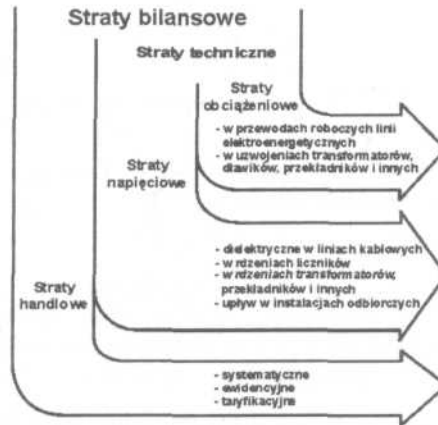 Straty bilansowe
Straty techniczne
Straty
obciążeniowe
- w przewodach roboczych linii
elektroenergetycznych
- w uzwojeniach transformatorów,
dławików, przekładników i innych
Straty
napięciowe
- dielektryczne w liniach kablowych
- w rdzeniach liczników
- w rdzeniach transformatorów,
przekładników i innych
- upływ w instalacjach odbiorczych
Straty
handlowe
- systematyczne
- ewidencyjne
- taryfikacyjne